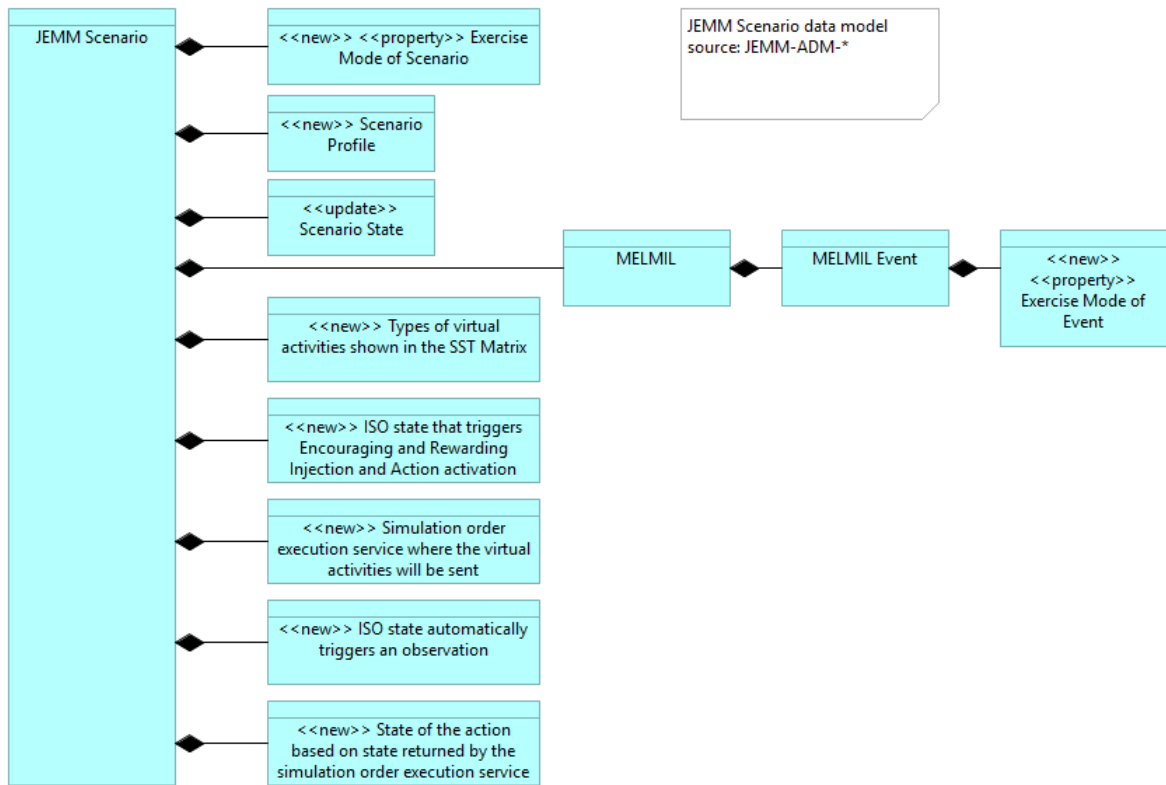 JEMM Scenario
<<new>> <<property>> Exercise
Mode of Scenario
JEMM Scenario data model
source: JEMM-ADM-*
<<new>> Scenario
Profile
<<update>>
Scenario State
MELMIL
MELMIL Event
<<new>>
<<property>>
Exercise Mode of
Event
<<new>> Types of virtual
activities shown in the SST Matrix
<<new>> ISO state that triggers
Encouraging and Rewarding
Injection and Action activation
<<new>> Simulation order
execution service where the virtual
activities will be sent
<<new>> ISO state automatically
triggers an observation
<<new>> State of the action
based on state returned by the
simulation order execution service